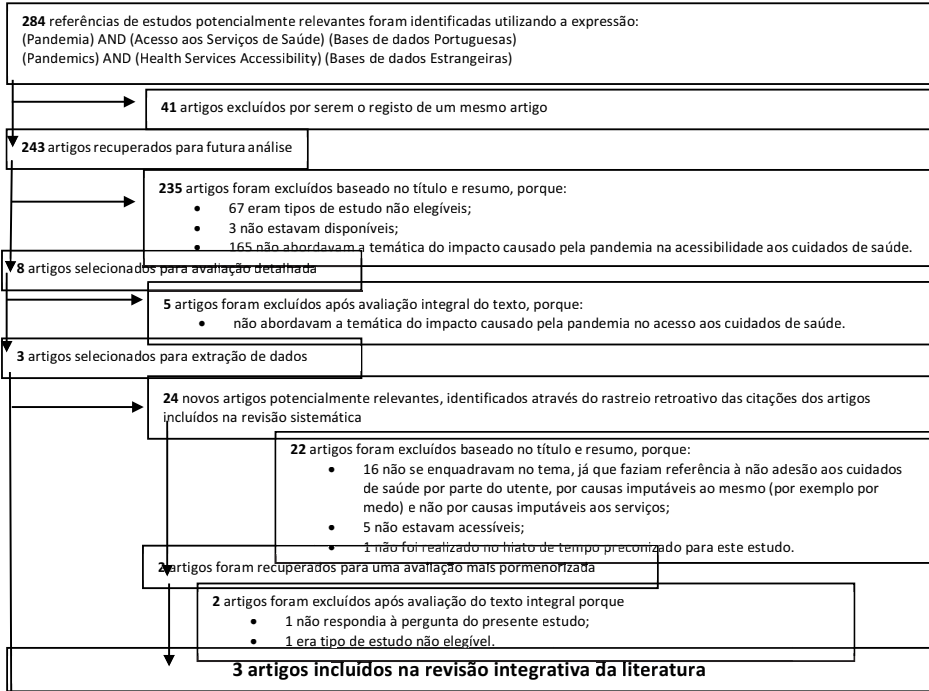 284 referências de estudos potencialmente relevantes foram identificadas utilizando a expressão:
(Pandemia) AND (Acesso aos Serviços de Saúde) (Bases de dados Portuguesas)
(Pandemics) AND (Health Services Accessibility) (Bases de dados Estrangeiras)
41 artigos excluídos por serem o registo de um mesmo artigo
243 artigos recuperados para futura análise
235 artigos foram excluídos baseado no título e resumo, porque:
• 67 eram tipos de estudo não elegíveis;
• 3 não estavam disponíveis;
• 165 não abordavam a temática do impacto causado pela pandemia na acessibilidade aos cuidados de saúde.
8 artigos selecionados para avaliação detalhada
5 artigos foram excluídos após avaliação integral do texto, porque:
• não abordavam a temática do impacto causado pela pandemia no acesso aos cuidados de saúde.
3 artigos selecionados para extração de dados
24 novos artigos potencialmente relevantes, identificados através do rastreio retroativo das citações dos artigos
incluídos na revisão sistemática
22 artigos foram excluídos baseado no título e resumo, porque:
• 16 não se enquadravam no tema, já que faziam referência à não adesão aos cuidados
de saúde por parte do utente, por causas imputáveis ao mesmo (por exemplo por
medo) e não por causas imputáveis aos serviços;
• 5 não estavam acessíveis;
• 1 não foi realizado no hiato de tempo preconizado para este estudo.
2 artigos foram recuperados para uma avaliação mais pormenorizada
2 artigos foram excluídos após avaliação do texto integral porque
• 1 não respondia à pergunta do presente estudo;
• 1 era tipo de estudo não elegível.
3 artigos incluídos na revisão integrativa da literatura